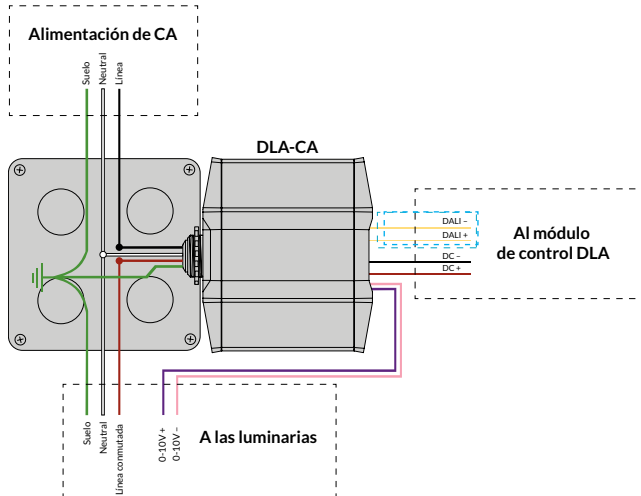 Alimentación de CA
Suelo
Neutral
Línea
DLA-CA
DALI –
DALI +
DC –
DC +
Al módulo
de control DLA
Suelo
Neutral
Línea conmutada
0-10V +
0-10V –
A las luminarias